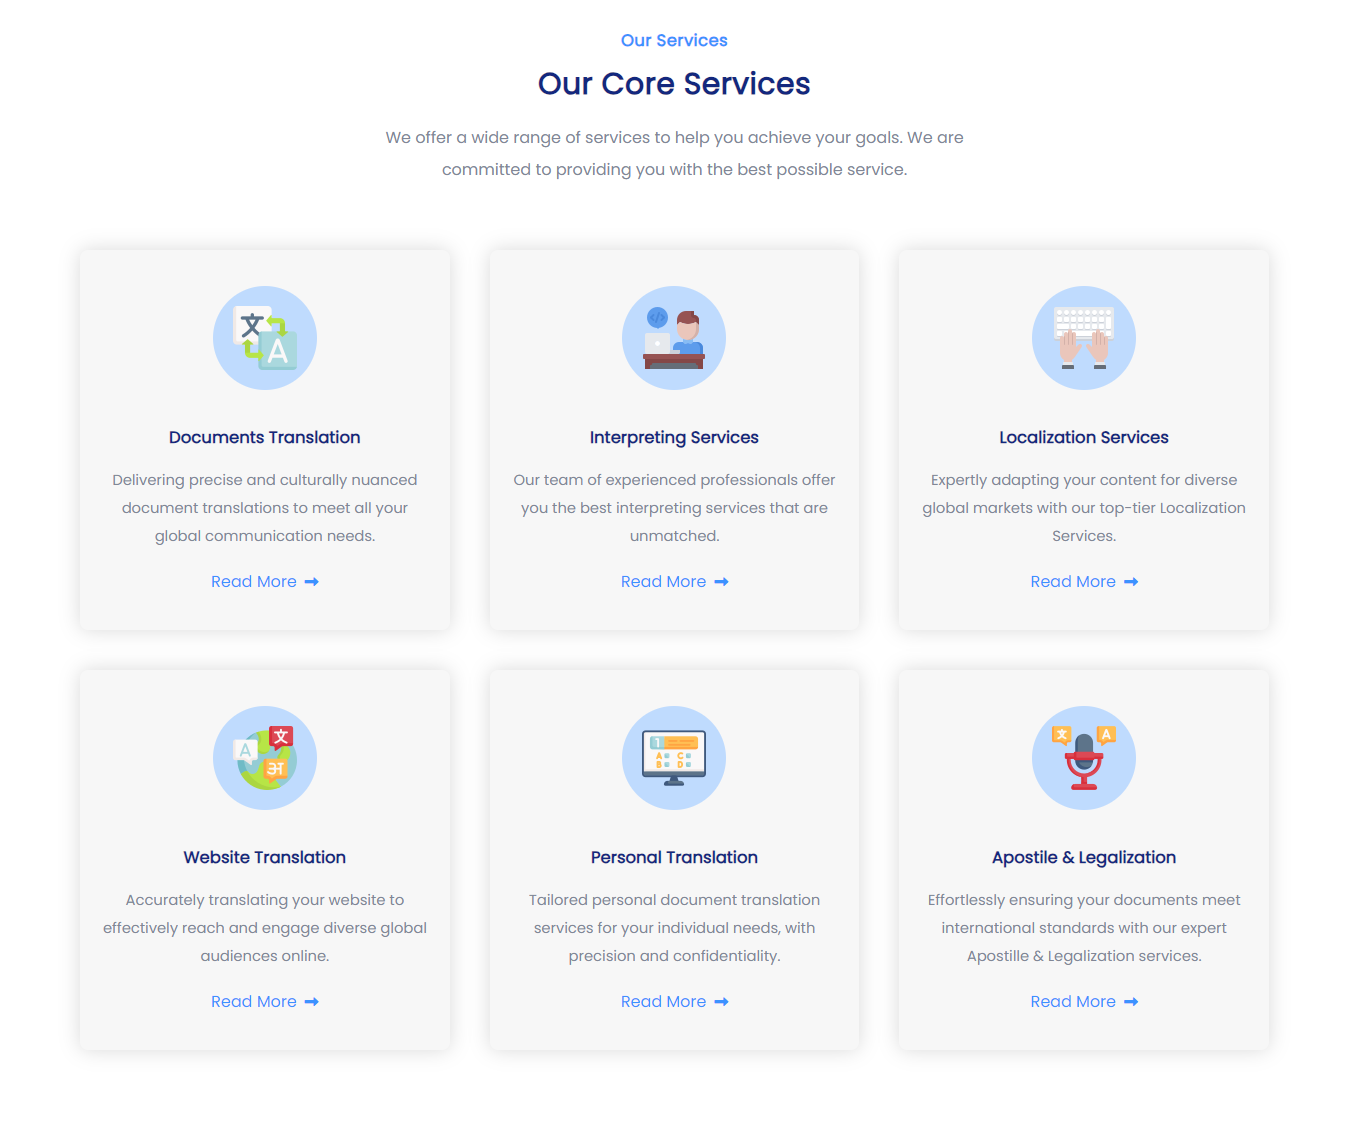 Our Services
Our Core Services
We offer a wide range of services to help you achieve your goals. We are
committed to providing you with the best possible service.
文
A
Documents Translation
Delivering precise and culturally nuanced
document translations to meet all your
global communication needs.
Read More
</>
Interpreting Services
Our team of experienced professionals offer
you the best interpreting services that are
unmatched.
Read More
Localization Services
Expertly adapting your content for diverse
global markets with our top-tier Localization
Services.
Read More
文
A
अ
Website Translation
Accurately translating your website to
effectively reach and engage diverse global
audiences online.
Read More
1
A C
B D
Personal Translation
Tailored personal document translation
services for your individual needs, with
precision and confidentiality.
Read More
文 A
Apostile & Legalization
Effortlessly ensuring your documents meet
international standards with our expert
Apostille & Legalization services.
Read More